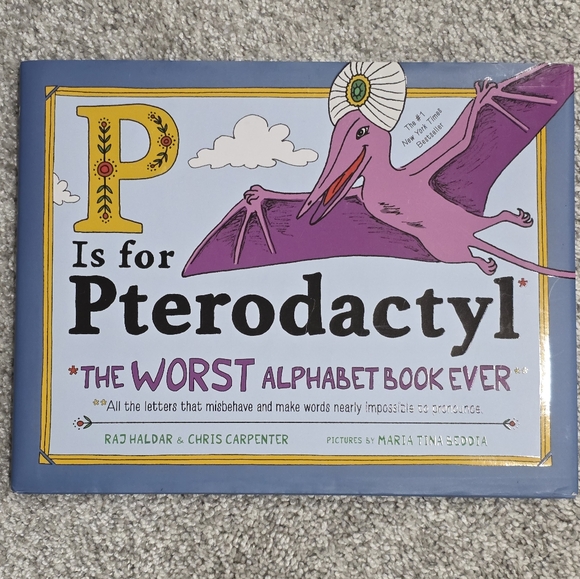 The #1
New York Times
Bestseller
P
Is for
Pterodactyl*
*THE WORST ALPHABET BOOK EVER**
**All the letters that misbehave and make words nearly impossible to pronounce.
RAJ HALDAR & CHRIS CARPENTER PICTURES BY MARIA TINA BEDDIA